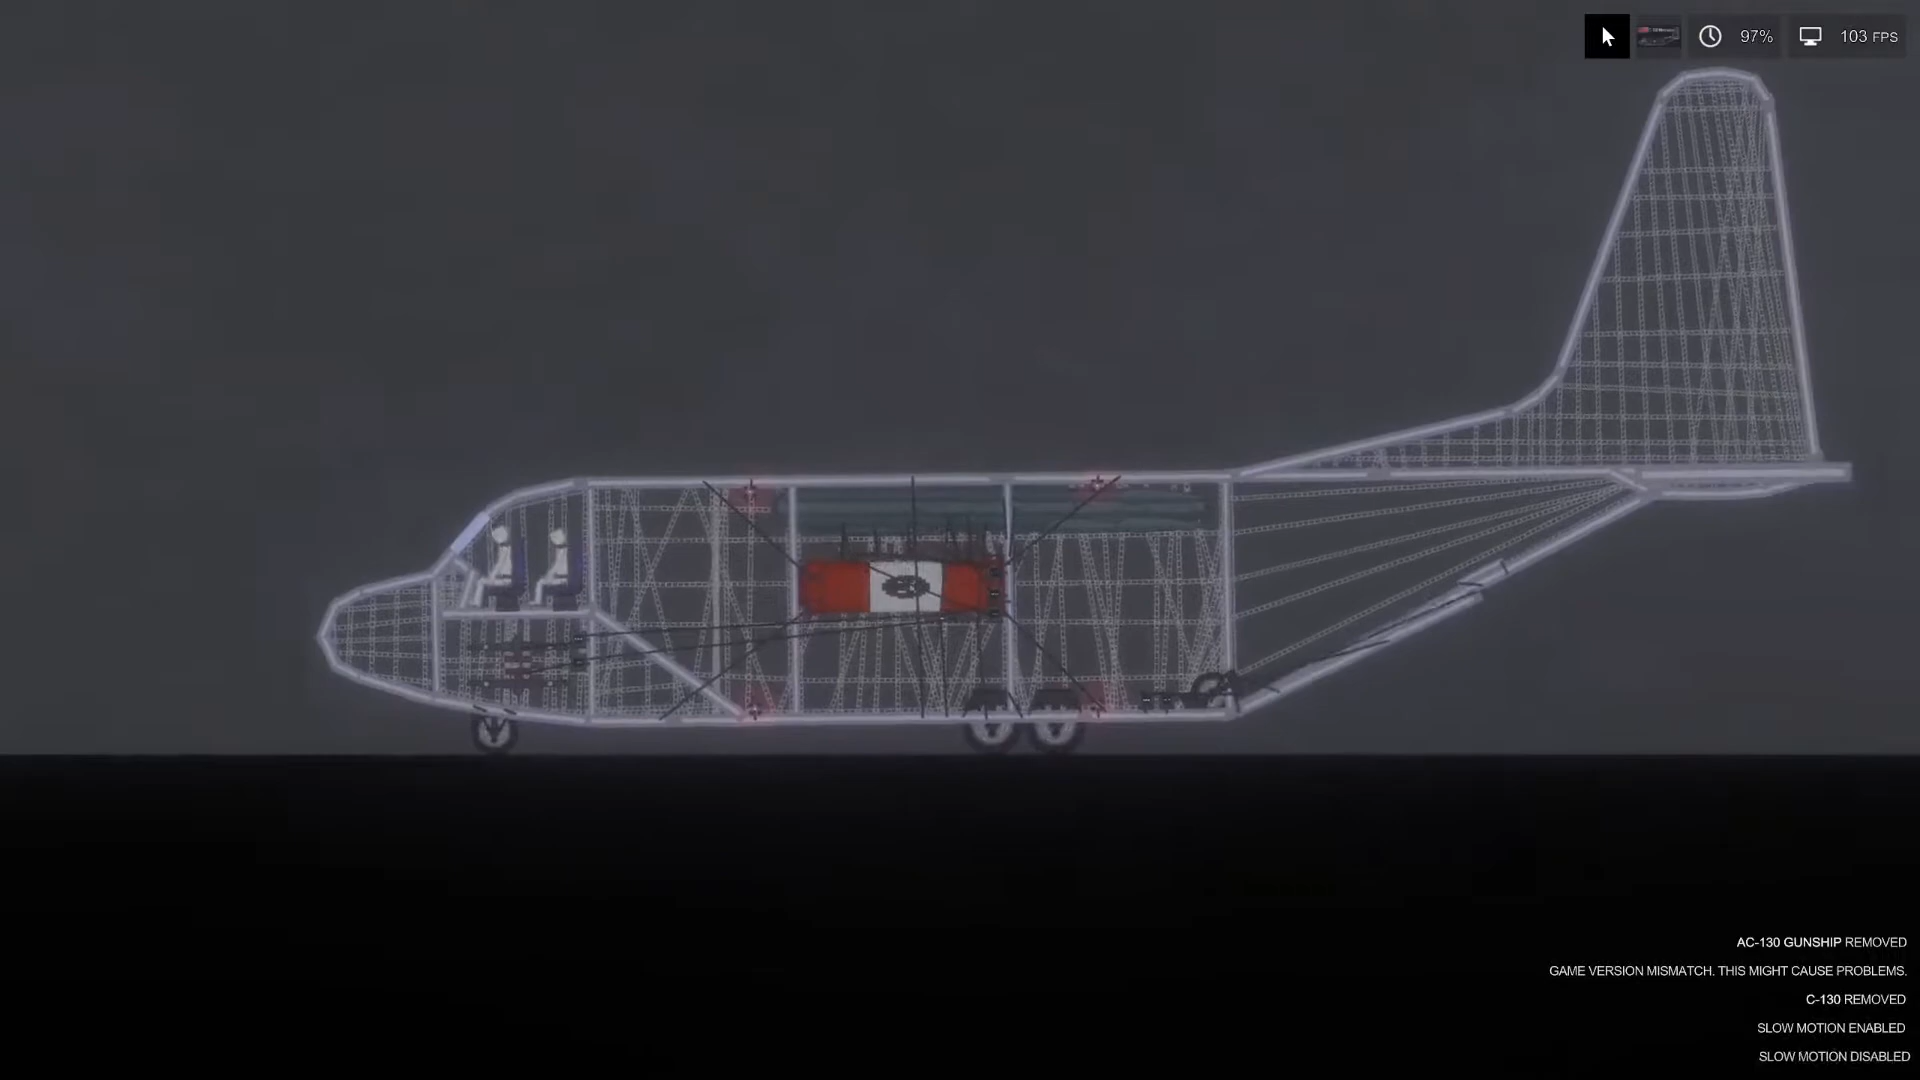 97%
103 FPS
AC-130 GUNSHIP REMOVED
GAME VERSION MISMATCH. THIS MIGHT CAUSE PROBLEMS.
C-130 REMOVED
SLOW MOTION ENABLED
SLOW MOTION DISABLED